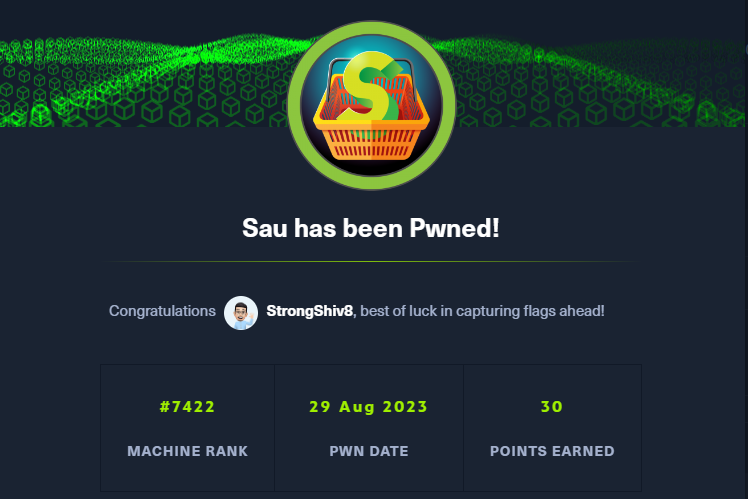 Sau has been Pwned!
Congratulations StrongShiv8, best of luck in capturing flags ahead!
#7422 29 Aug 2023 30
MACHINE RANK PWN DATE POINTS EARNED